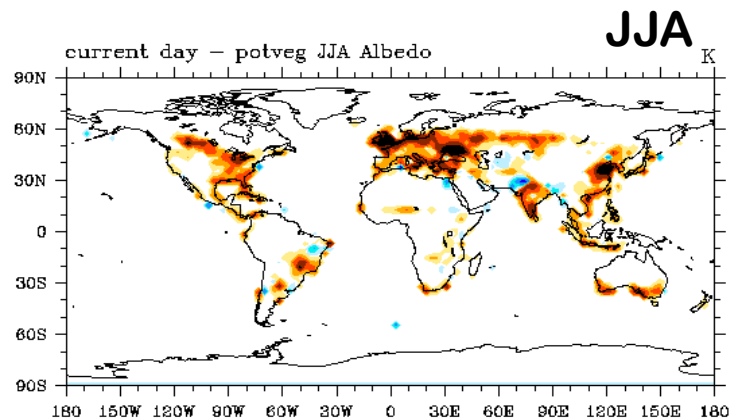 JJA
current day – potveg JJA Albedo K
90N
60N
30N
0
30S
60S
90S
180 150W 120W 90W 60W 30W 0 30E 60E 90E 120E 150E 180